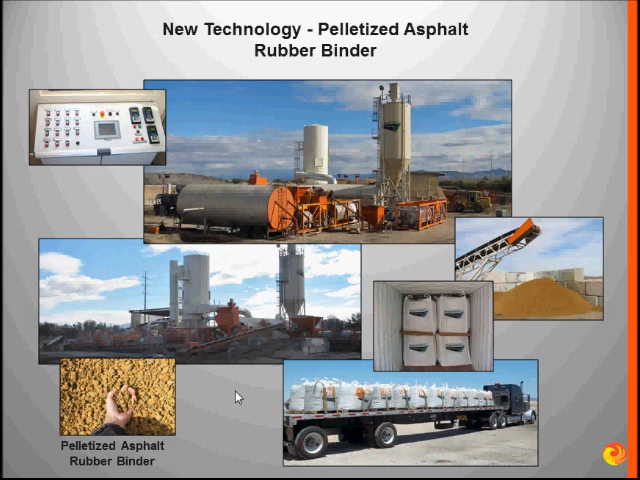 New Technology - Pelletized Asphalt
Rubber Binder
Pelletized Asphalt
Rubber Binder